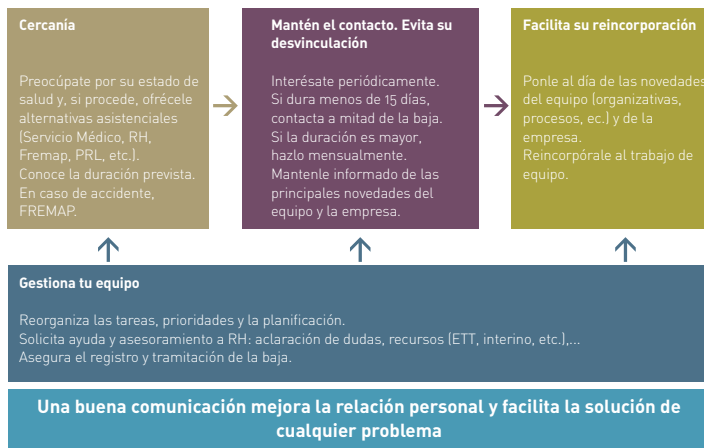 Cercanía
Preocúpate por su estado de
salud y, si procede, ofrécele
alternativas asistenciales
(Servicio Médico, RH,
Fremap, PRL, etc.).
Conoce la duración prevista.
En caso de accidente,
FREMAP.
Mantén el contacto. Evita su
desvinculación
Interésate periódicamente.
Si dura menos de 15 días,
contacta a mitad de la baja.
Si la duración es mayor,
hazlo mensualmente.
Mantenle informado de las
principales novedades del
equipo y la empresa.
Facilita su reincorporación
Ponle al día de las novedades
del equipo (organizativas,
procesos, ec.) y de la
empresa.
Reincorpórale al trabajo de
equipo.
Gestiona tu equipo
Reorganiza las tareas, prioridades y la planificación.
Solicita ayuda y asesoramiento a RH: aclaración de dudas, recursos (ETT, interino, etc.),...
Asegura el registro y tramitación de la baja.
Una buena comunicación mejora la relación personal y facilita la solución de
cualquier problema